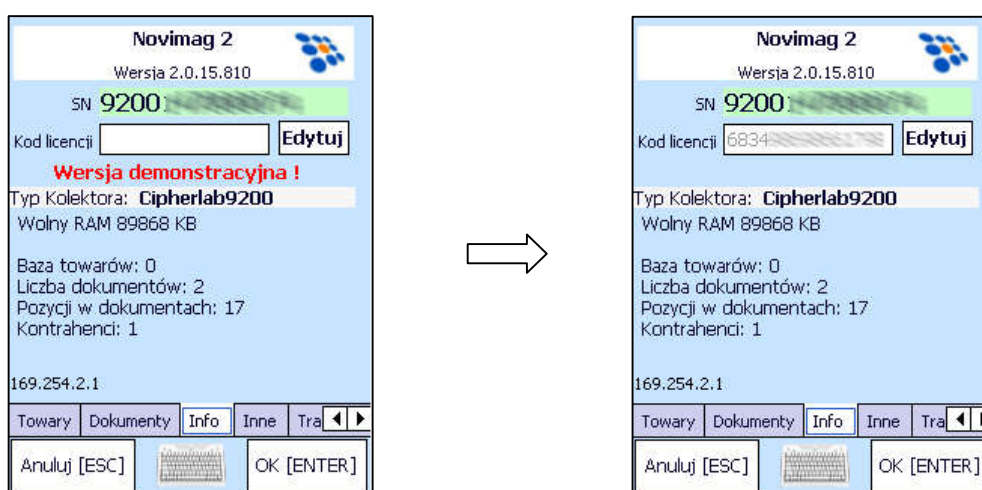 Novimag 2
Wersja 2.0.15.810
SN 9200
Kod licencji Edytuj
Wersja demonstracyjna !
Typ Kolektora: Cipherlab9200
Wolny RAM 89868 KB
Baza towarów: 0
Liczba dokumentów: 2
Pozycji w dokumentach: 17
Kontrahenci: 1
169.254.2.1
Towary Dokumenty Info Inne Tra
Anuluj [ESC] OK [ENTER]
Novimag 2
Wersja 2.0.15.810
SN 9200
Kod licencji 6834 Edytuj
Typ Kolektora: Cipherlab9200
Wolny RAM 89868 KB
Baza towarów: 0
Liczba dokumentów: 2
Pozycji w dokumentach: 17
Kontrahenci: 1
169.254.2.1
Towary Dokumenty Info Inne Tra
Anuluj [ESC] OK [ENTER]